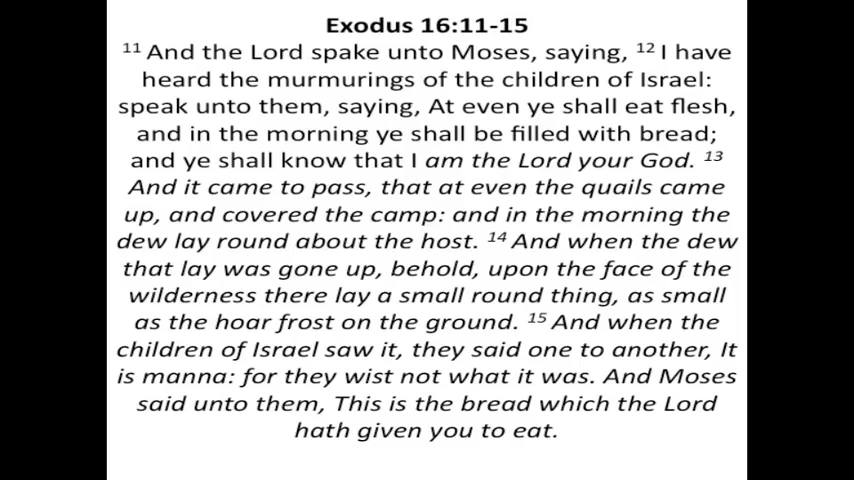 Exodus 16:11-15
11 And the Lord spake unto Moses, saying, 12 I have
heard the murmurings of the children of Israel:
speak unto them, saying, At even ye shall eat flesh,
and in the morning ye shall be filled with bread;
and ye shall know that I am the Lord your God. 13
And it came to pass, that at even the quails came
up, and covered the camp: and in the morning the
dew lay round about the host. 14 And when the dew
that lay was gone up, behold, upon the face of the
wilderness there lay a small round thing, as small
as the hoar frost on the ground. 15 And when the
children of Israel saw it, they said one to another, It
is manna: for they wist not what it was. And Moses
said unto them, This is the bread which the Lord
hath given you to eat.